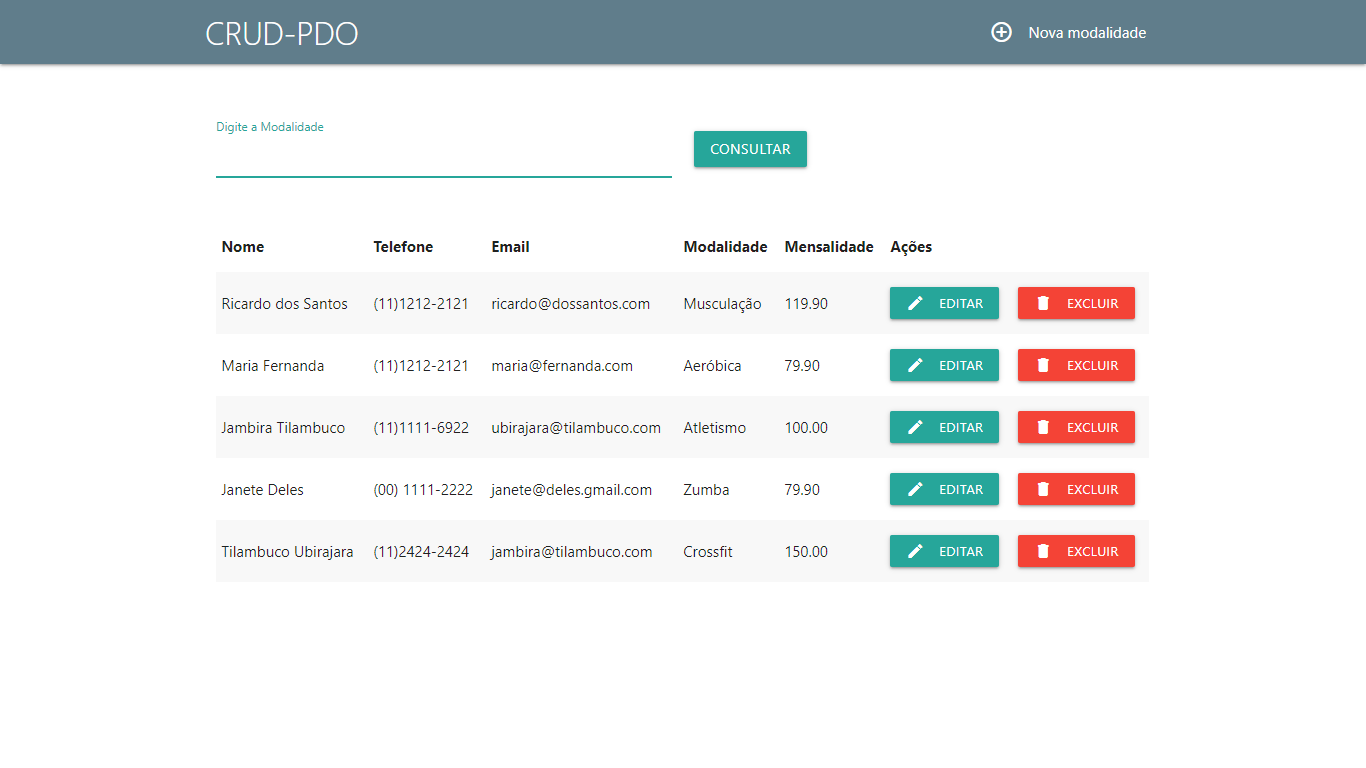 CRUD-PDO Nova modalidade
Digite a Modalidade
CONSULTAR
Nome Telefone Email Modalidade Mensalidade Ações
Ricardo dos Santos (11)1212-2121 ricardo@dossantos.com Musculação 119.90 EDITAR EXCLUIR
Maria Fernanda (11)1212-2121 maria@fernanda.com Aeróbica 79.90 EDITAR EXCLUIR
Jambira Tilambuco (11)1111-6922 ubirajara@tilambuco.com Atletismo 100.00 EDITAR EXCLUIR
Janete Deles (00) 1111-2222 janete@deles.gmail.com Zumba 79.90 EDITAR EXCLUIR
Tilambuco Ubirajara (11)2424-2424 jambira@tilambuco.com Crossfit 150.00 EDITAR EXCLUIR